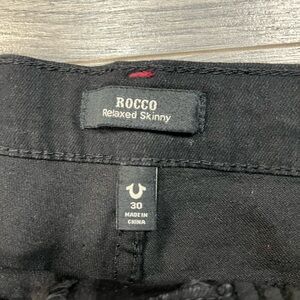 ROCCO
Relaxed Skinny
30
MADE IN
CHINA